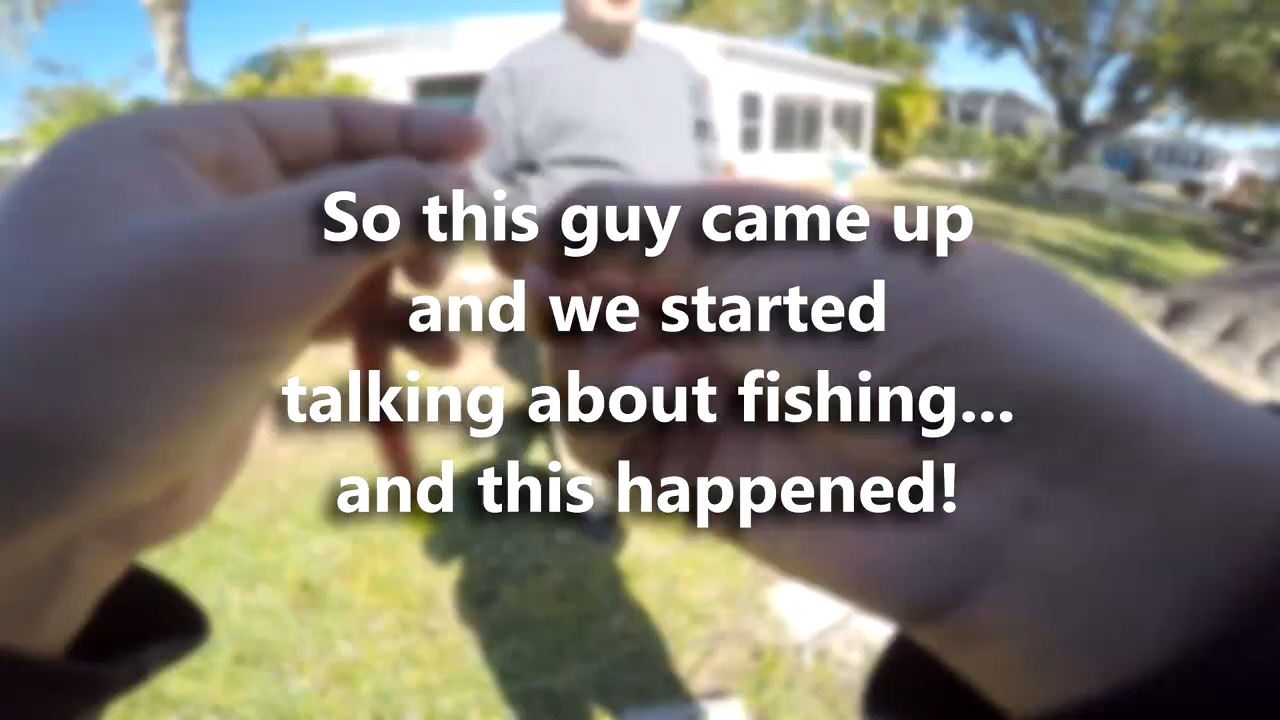 So this guy came up
and we started
talking about fishing...
and this happened!